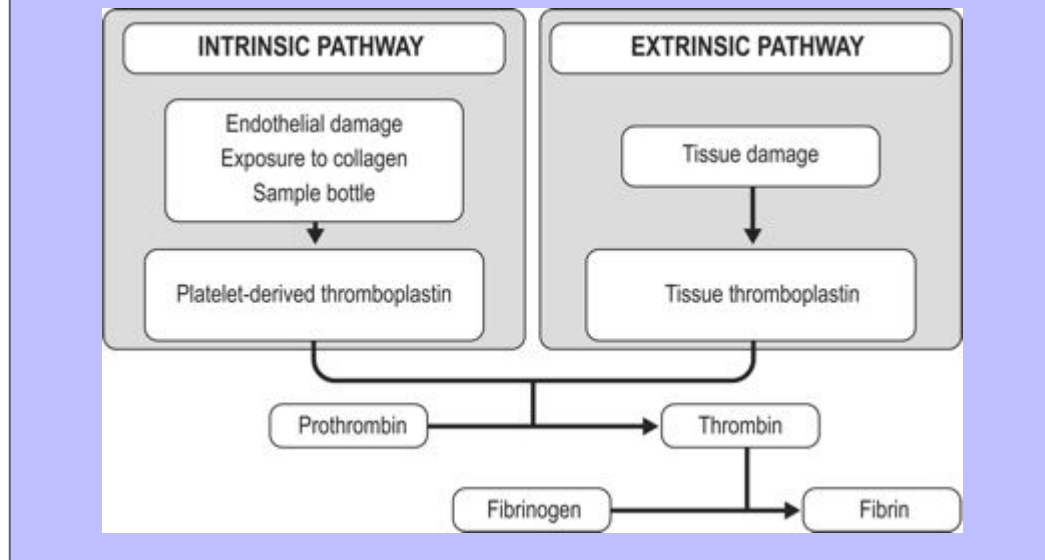 INTRINSIC PATHWAY
Endothelial damage
Exposure to collagen
Sample bottle
Platelet-derived thromboplastin
EXTRINSIC PATHWAY
Tissue damage
Tissue thromboplastin
Prothrombin
Thrombin
Fibrinogen
Fibrin